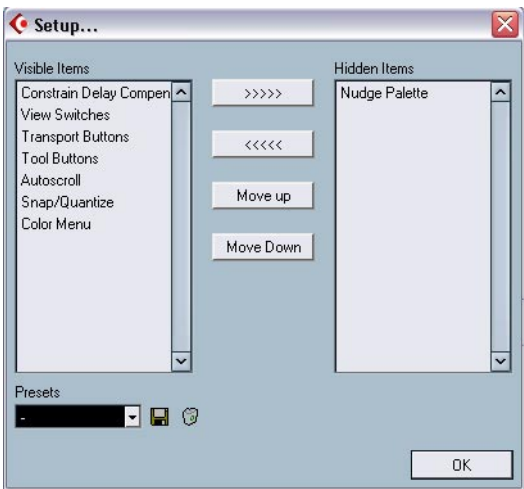 Setup...
Visible Items
Constrain Delay Compen
View Switches
Transport Buttons
Tool Buttons
Autoscroll
Snap/Quantize
Color Menu
>>>>>
<<<<<
Move up
Move Down
Hidden Items
Nudge Palette
Presets
-
OK